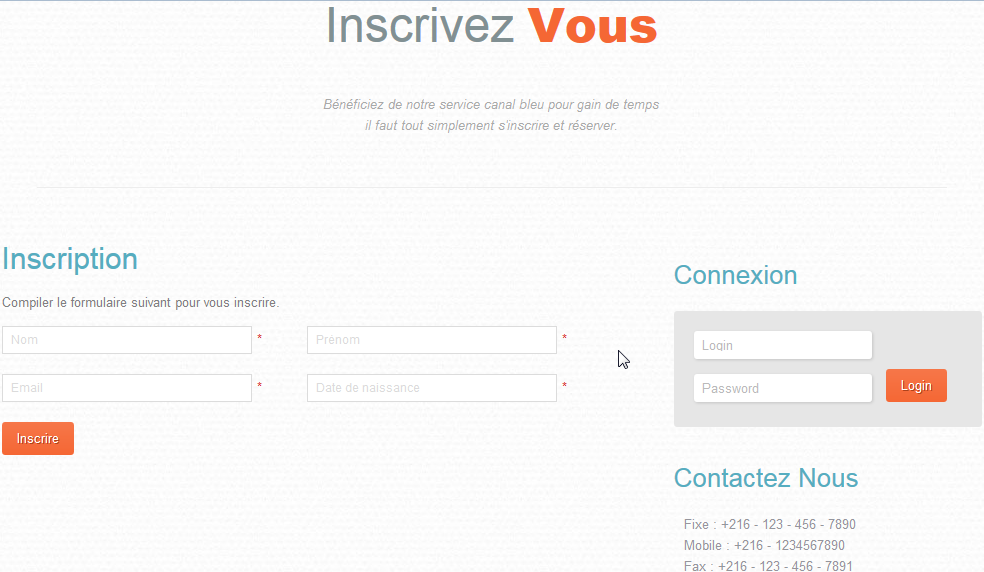 Inscrivez Vous
Bénéficiez de notre service canal bleu pour gain de temps
il faut tout simplement s'inscrire et réserver.
Inscription
Compiler le formulaire suivant pour vous inscrire.
Nom * Prénom *
Email * Date de naissance *
Inscrire
Connexion
Login
Password Login
Contactez Nous
Fixe : +216 - 123 - 456 - 7890
Mobile : +216 - 1234567890
Fax : +216 - 123 - 456 - 7891